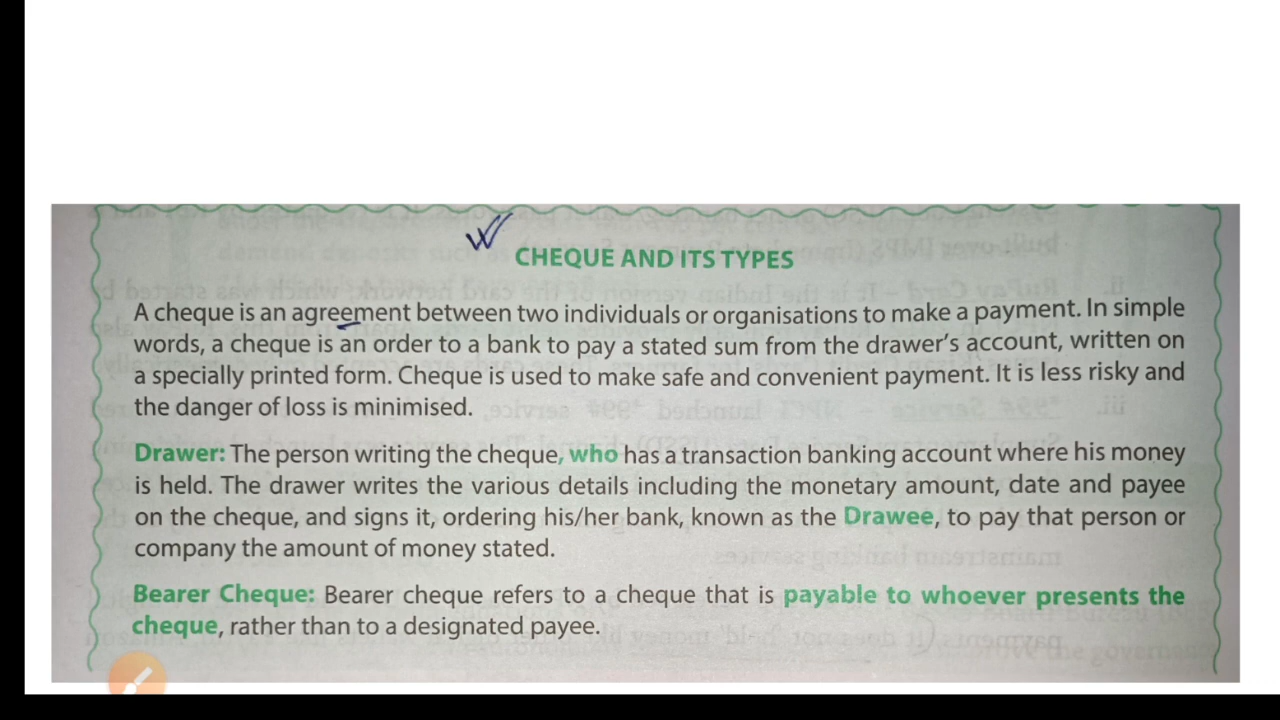 CHEQUE AND ITS TYPES
A cheque is an agreement between two individuals or organisations to make a payment. In simple
words, a cheque is an order to a bank to pay a stated sum from the drawer's account, written on
a specially printed form. Cheque is used to make safe and convenient payment. It is less risky and
the danger of loss is minimised.
Drawer: The person writing the cheque, who has a transaction banking account where his money
is held. The drawer writes the various details including the monetary amount, date and payee
on the cheque, and signs it, ordering his/her bank, known as the Drawee, to pay that person or
company the amount of money stated.
Bearer Cheque: Bearer cheque refers to a cheque that is payable to whoever presents the
cheque, rather than to a designated payee.